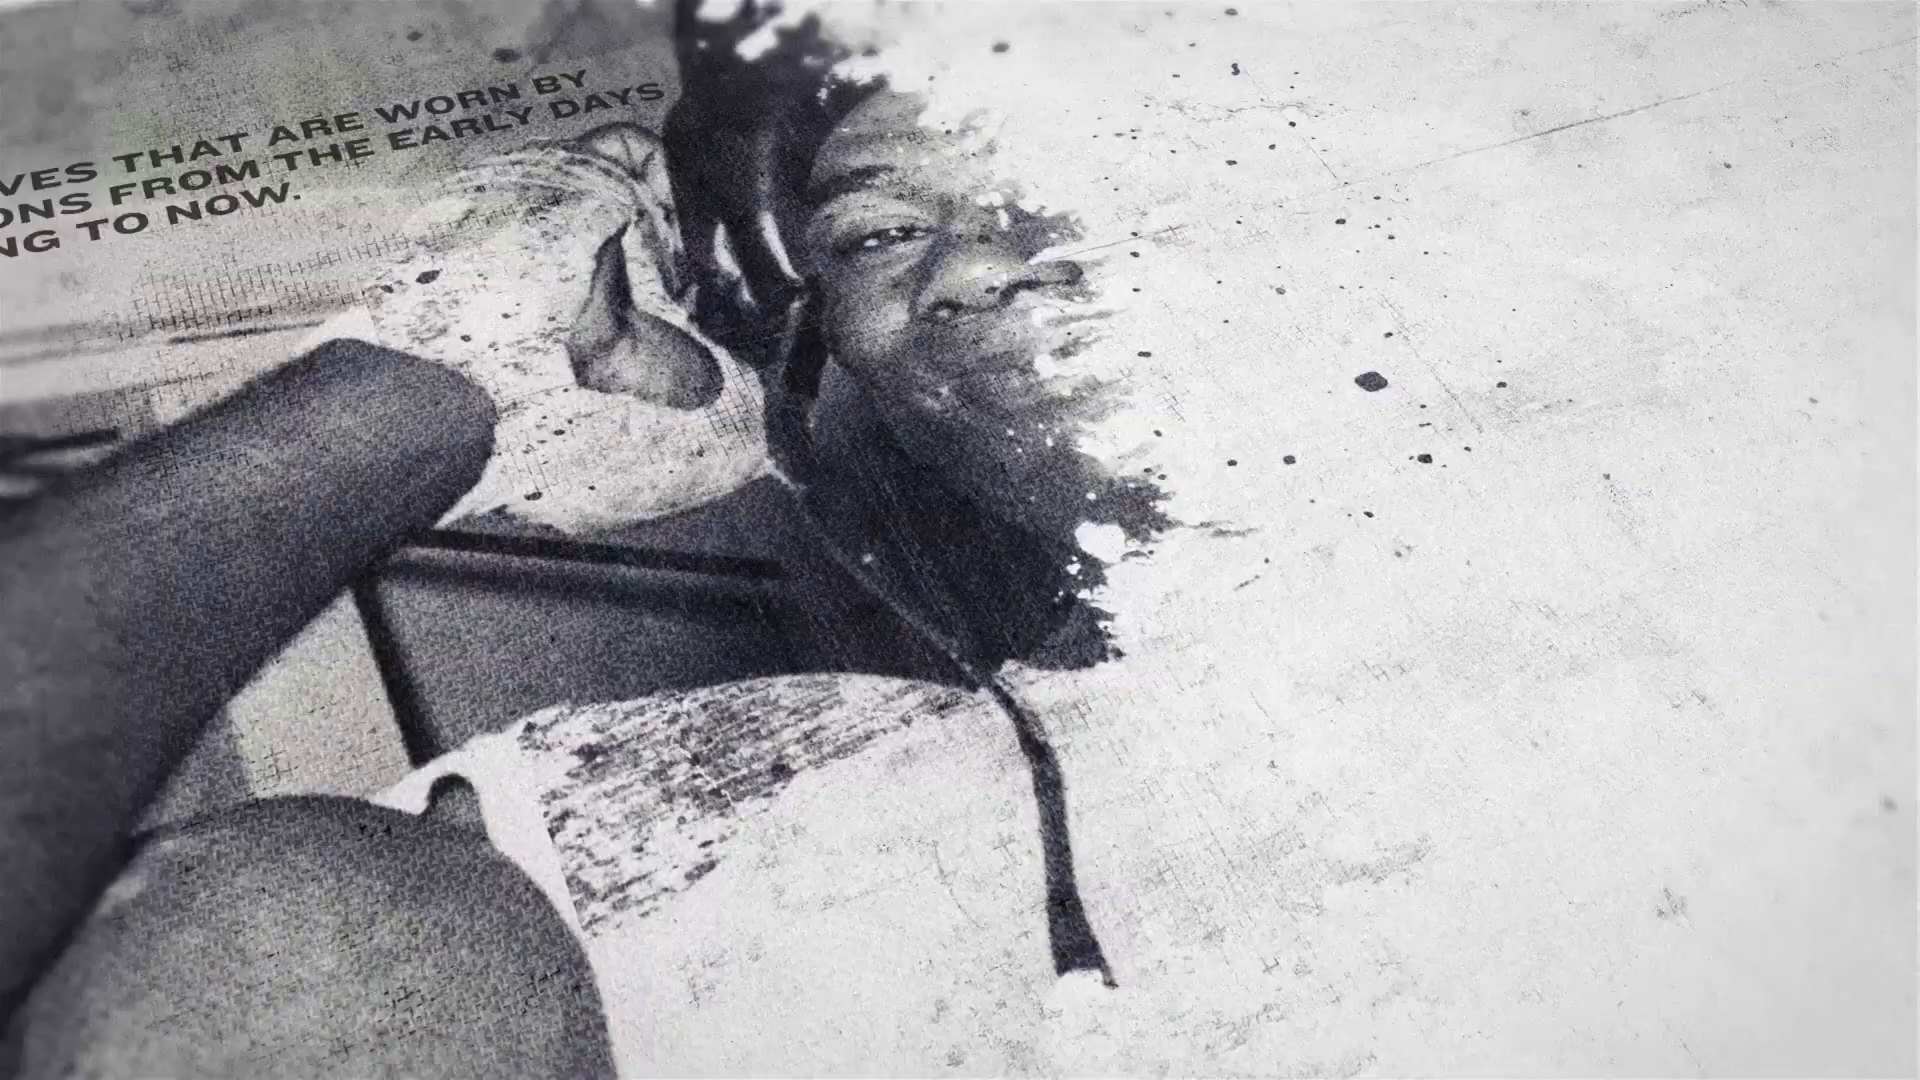 VES THAT ARE WORN BY
ONS FROM THE EARLY DAYS
NG TO NOW.